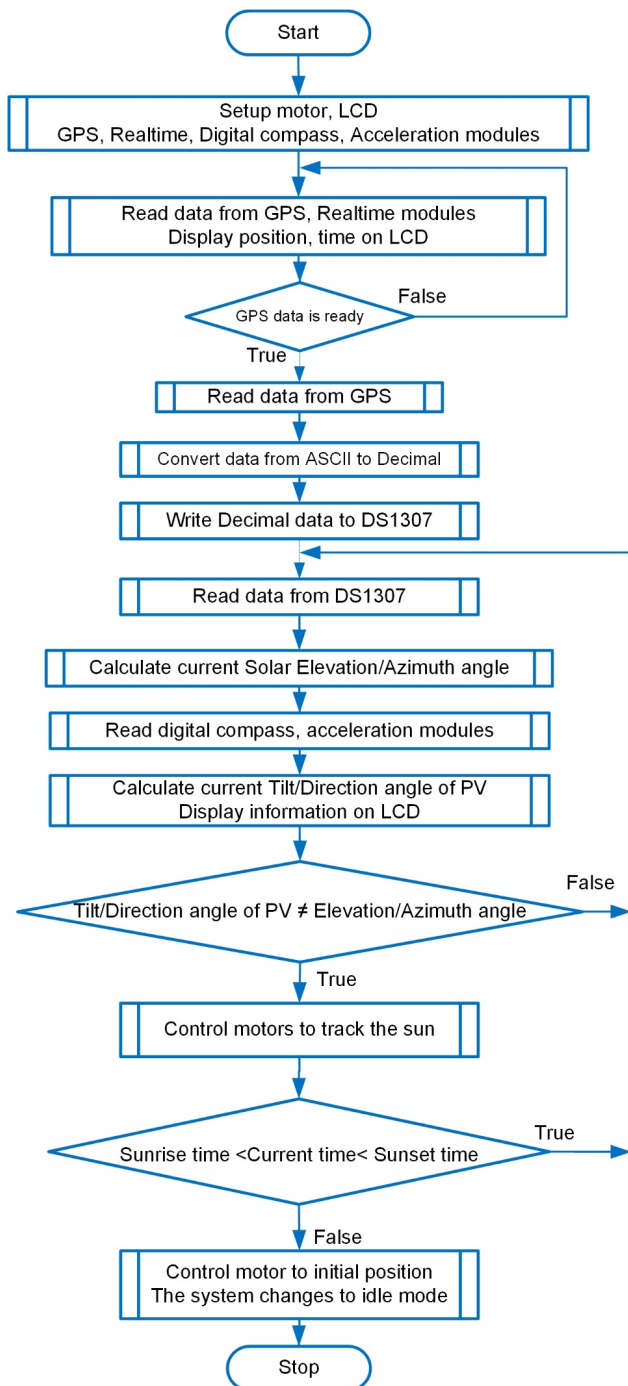 Start
Setup motor, LCD
GPS, Realtime, Digital compass, Acceleration modules
Read data from GPS, Realtime modules
Display position, time on LCD
False
GPS data is ready
True
Read data from GPS
Convert data from ASCII to Decimal
Write Decimal data to DS1307
Read data from DS1307
Calculate current Solar Elevation/Azimuth angle
Read digital compass, acceleration modules
Calculate current Tilt/Direction angle of PV
Display information on LCD
False
Tilt/Direction angle of PV ≠ Elevation/Azimuth angle
True
Control motors to track the sun
True
Sunrise time <Current time< Sunset time
False
Control motor to initial position
The system changes to idle mode
Stop